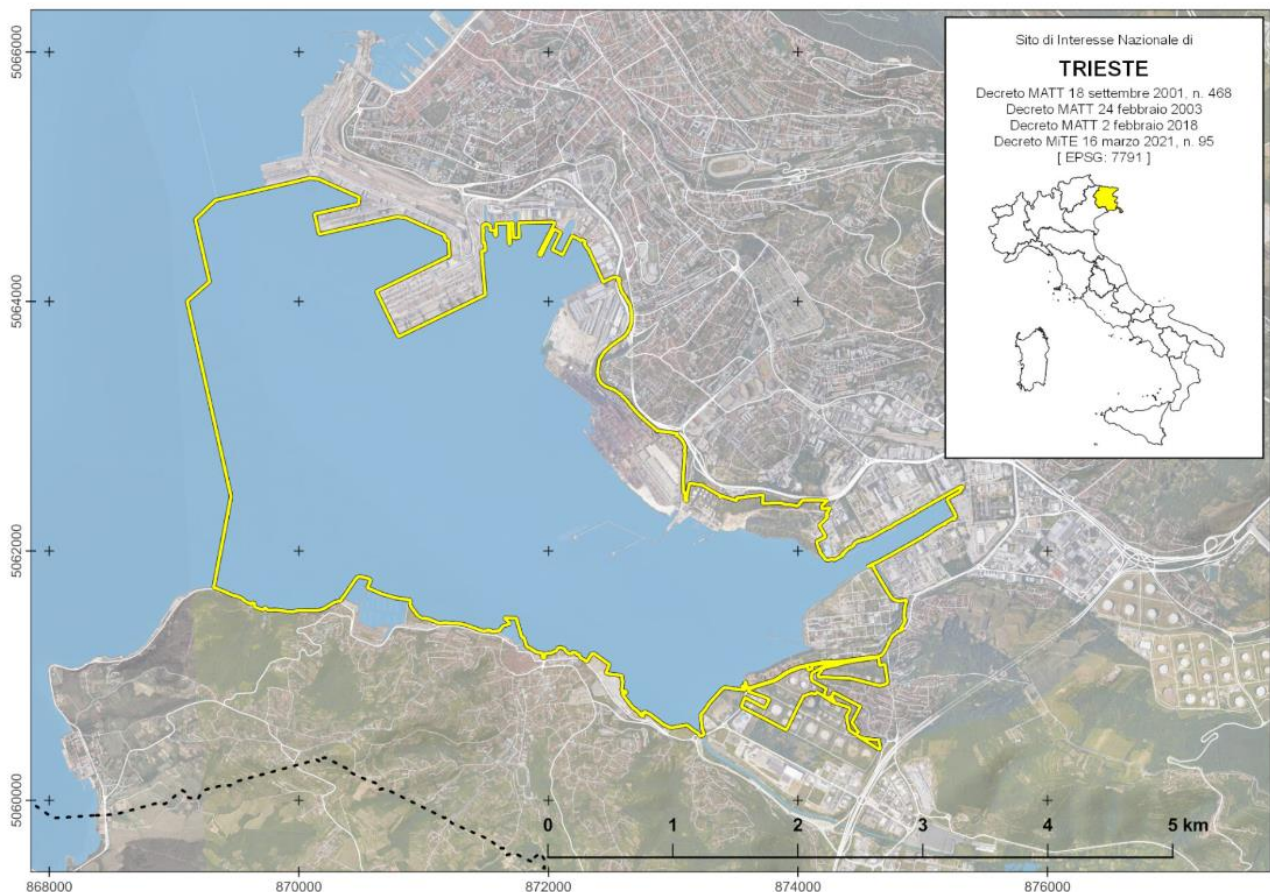 Sito di Interesse Nazionale di
TRIESTE
Decreto MATT 18 settembre 2001, n. 468
Decreto MATT 24 febbraio 2003
Decreto MATT 2 febbraio 2018
Decreto MiTE 16 marzo 2021, n. 95
[ EPSG: 7791 ]
5066000
5064000
5062000
5060000
0 1 2 3 4 5 km
868000 870000 872000 874000 876000